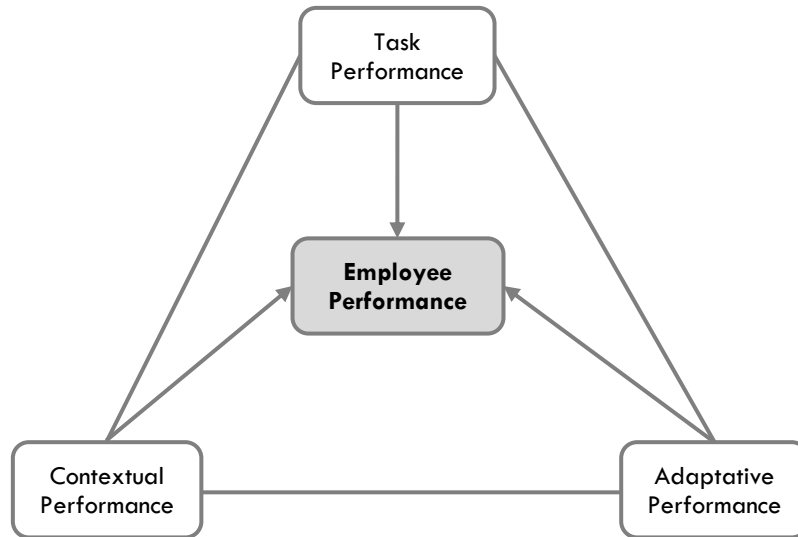 Task
Performance
Employee
Performance
Contextual
Performance
Adaptative
Performance